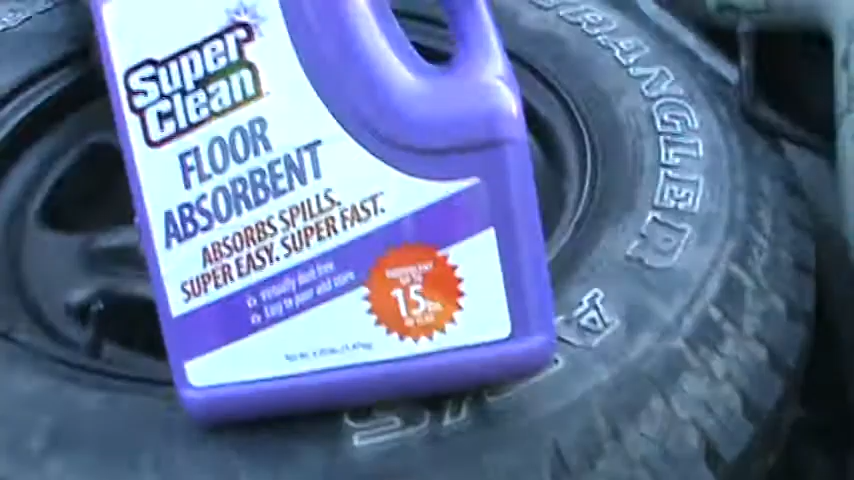 Super
Clean
FLOOR
ABSORBENT
ABSORBS SPILLS.
SUPER EASY. SUPER FAST.
Virtually dust free
Easy to pour and store
15
WRANGLER